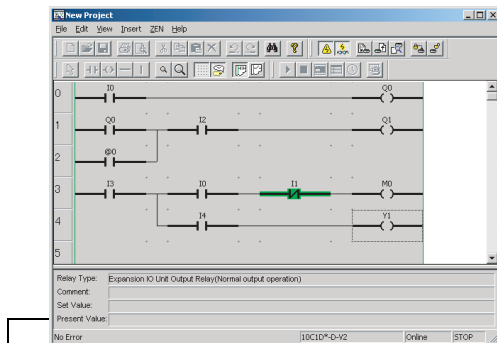 New Project
File Edit View Insert ZEN Help
0 I0 Q0
1 Q0 I2 Q1
2 @0
3 I3 I0 I1 M0
4 I4 Y1
5
Relay Type: Expansion IO Unit Output Relay(Normal output operation)
Comment:
Set Value:
Present Value:
No Error 10C1D*-D-V2 Online STOP